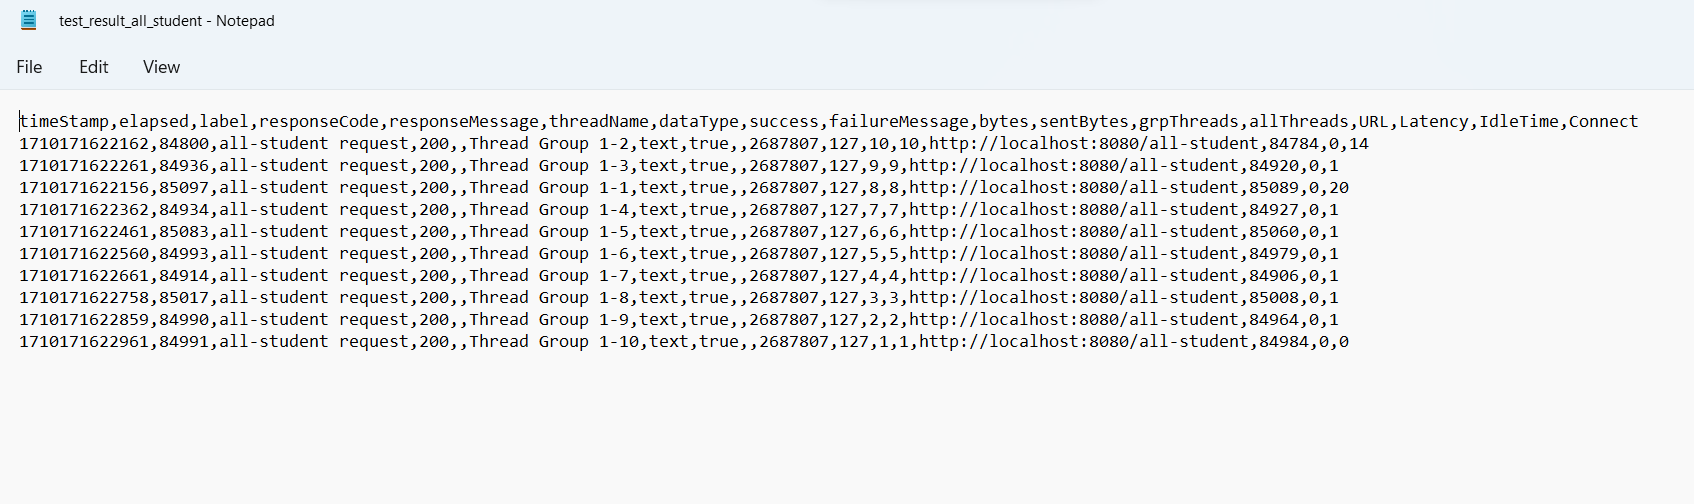 test_result_all_student - Notepad
File Edit View
timeStamp,elapsed,label,responseCode,responseMessage,threadName,dataType,success,failureMessage,bytes,sentBytes,grpThreads,allThreads,URL,Latency,IdleTime,Connect
1710171622162,84800,all-student request,200,,Thread Group 1-2,text,true,,2687807,127,10,10,http://localhost:8080/all-student,84784,0,14
1710171622261,84936,all-student request,200,,Thread Group 1-3,text,true,,2687807,127,9,9,http://localhost:8080/all-student,84920,0,1
1710171622156,85097,all-student request,200,,Thread Group 1-1,text,true,,2687807,127,8,8,http://localhost:8080/all-student,85089,0,20
1710171622362,84934,all-student request,200,,Thread Group 1-4,text,true,,2687807,127,7,7,http://localhost:8080/all-student,84927,0,1
1710171622461,85083,all-student request,200,,Thread Group 1-5,text,true,,2687807,127,6,6,http://localhost:8080/all-student,85060,0,1
1710171622560,84993,all-student request,200,,Thread Group 1-6,text,true,,2687807,127,5,5,http://localhost:8080/all-student,84979,0,1
1710171622661,84914,all-student request,200,,Thread Group 1-7,text,true,,2687807,127,4,4,http://localhost:8080/all-student,84906,0,1
1710171622758,85017,all-student request,200,,Thread Group 1-8,text,true,,2687807,127,3,3,http://localhost:8080/all-student,85008,0,1
1710171622859,84990,all-student request,200,,Thread Group 1-9,text,true,,2687807,127,2,2,http://localhost:8080/all-student,84964,0,1
1710171622961,84991,all-student request,200,,Thread Group 1-10,text,true,,2687807,127,1,1,http://localhost:8080/all-student,84984,0,0